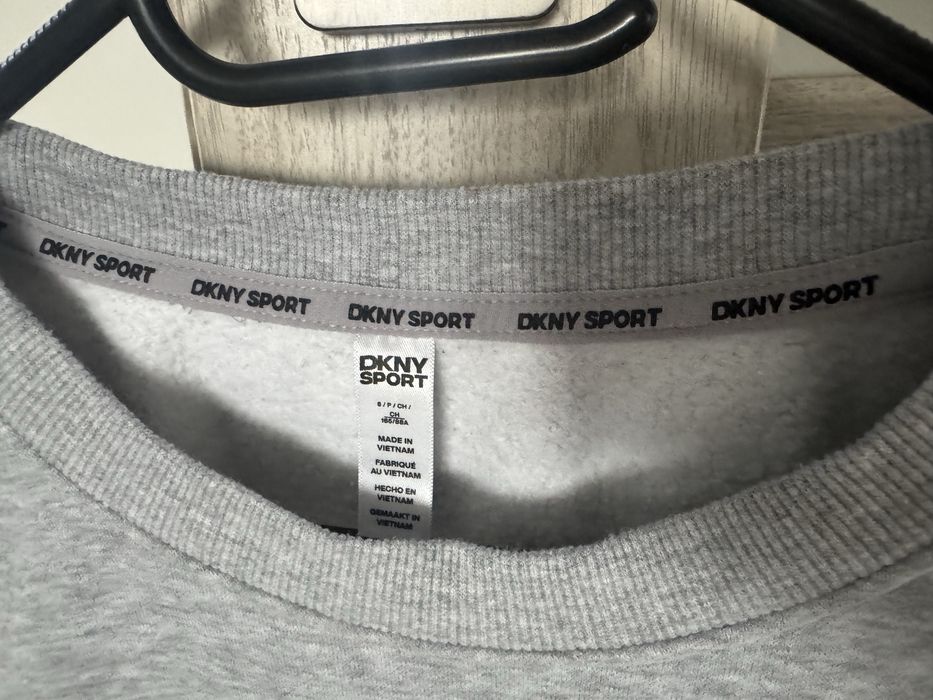 DKNY SPORT
DKNY SPORT
DKNY SPORT
DKNY SPORT
DKNY SPORT
DKNY
SPORT
S / P / CH /
CH
165/88A
MADE IN
VIETNAM
FABRIQUÉ
AU VIETNAM
HECHO EN
VIETNAM
GEMAAKT IN
VIETNAM